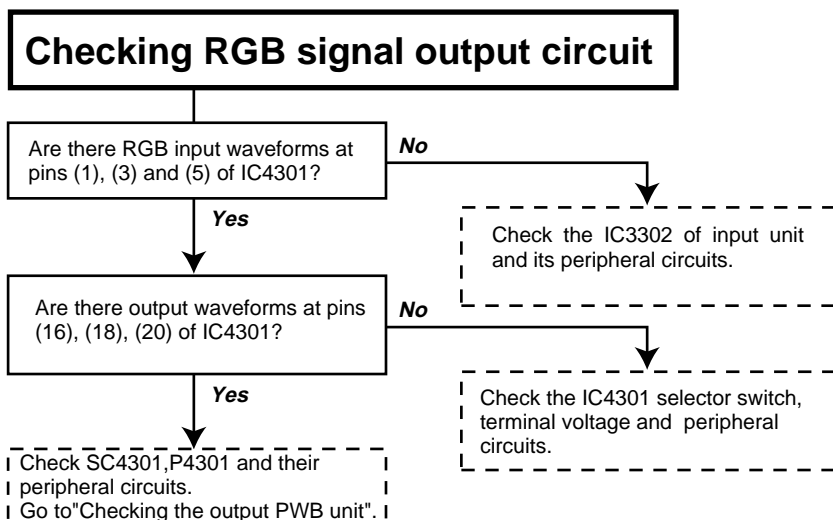 Checking RGB signal output circuit
Are there RGB input waveforms at
pins (1), (3) and (5) of IC4301?
No
Yes
Check the IC3302 of input unit
and its peripheral circuits.
Are there output waveforms at pins
(16), (18), (20) of IC4301?
No
Yes
Check the IC4301 selector switch,
terminal voltage and peripheral
circuits.
Check SC4301,P4301 and their
peripheral circuits.
Go to"Checking the output PWB unit".